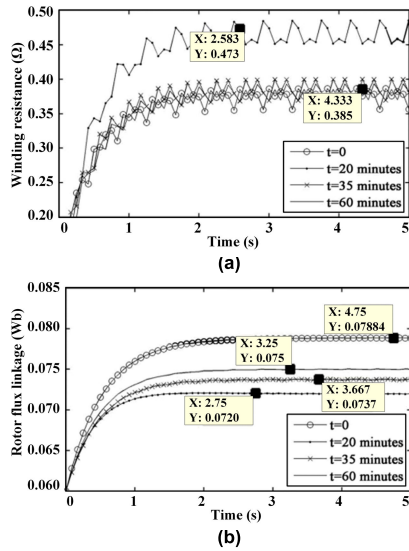 0.50
0.45
0.40
0.35
0.30
0.25
0.20
Winding resistance (Ω)
X: 2.583
Y: 0.473
X: 4.333
Y: 0.385
t=0
t=20 minutes
t=35 minutes
t=60 minutes
0 1 2 3 4 5
Time (s)
(a)
0.085
0.080
0.075
0.070
0.065
0.060
Rotor flux linkage (Wb)
X: 4.75
Y: 0.07884
X: 3.25
Y: 0.075
X: 3.667
Y: 0.0737
X: 2.75
Y: 0.0720
t=0
t=20 minutes
t=35 minutes
t=60 minutes
0 1 2 3 4 5
Time (s)
(b)